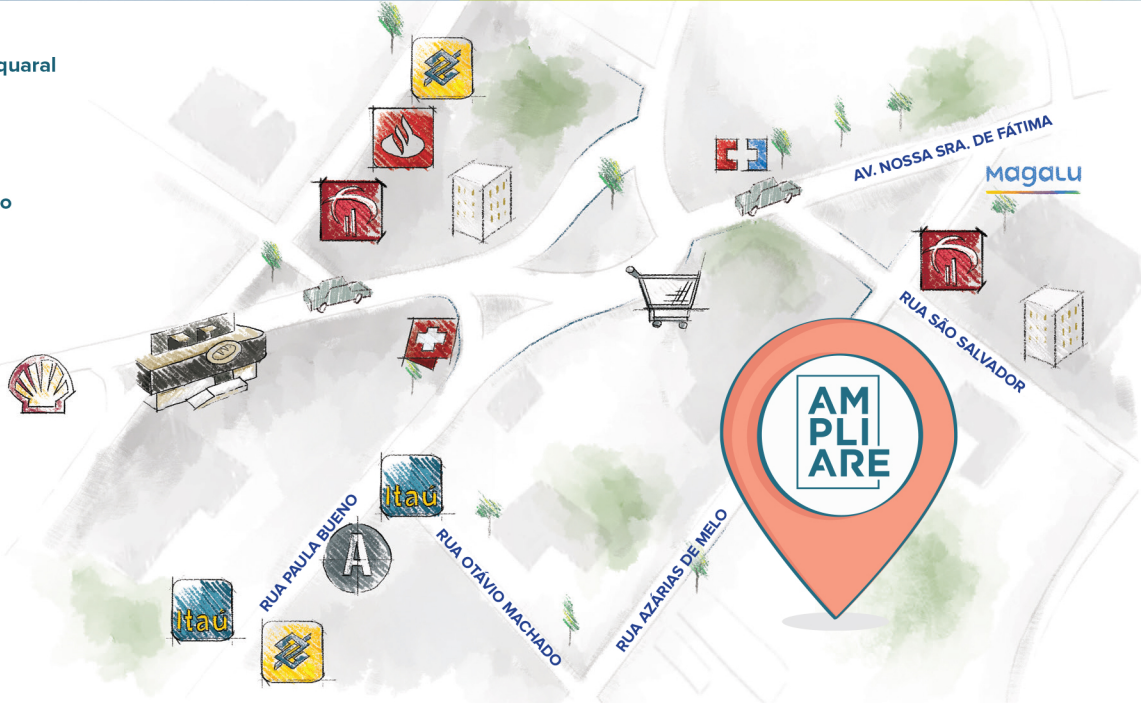 quaral
o
AV. NOSSA SRA. DE FÁTIMA
Magalu
RUA SÃO SALVADOR
AM
PLI
ARE
Itaú
RUA PAULA BUENO
A
RUA OTÁVIO MACHADO
RUA AZÁRIAS DE MELO
Itaú